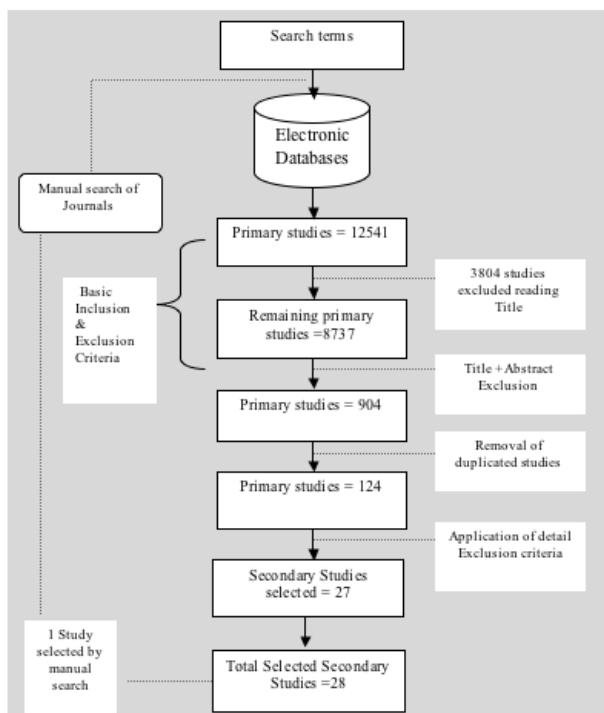 Search terms
Electronic
Databases
Manual search of
Journals
Primary studies = 12541
3804 studies
excluded reading
Title
Basic
Inclusion
&
Exclusion
Criteria
Remaining primary
studies =8737
Title + Abstract
Exclusion
Primary studies = 904
Removal of
duplicated studies
Primary studies = 124
Application of detail
Exclusion criteria
Secondary Studies
selected = 27
1 Study
selected by
manual
search
Total Selected Secondary
Studies =28